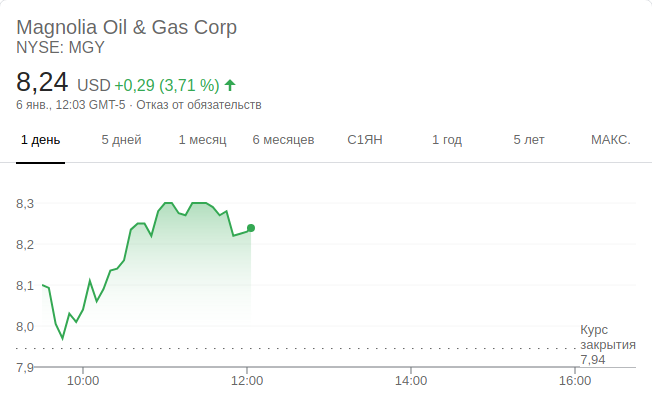 Magnolia Oil & Gas Corp
NYSE: MGY
8,24 USD +0,29 (3,71 %)
6 янв., 12:03 GMT-5 · Отказ от обязательств
1 день 5 дней 1 месяц 6 месяцев С1ЯН 1 год 5 лет МАКС.
8,3
8,2
8,1
8,0
Курс
закрытия
7,94
7,9
10:00 12:00 14:00 16:00